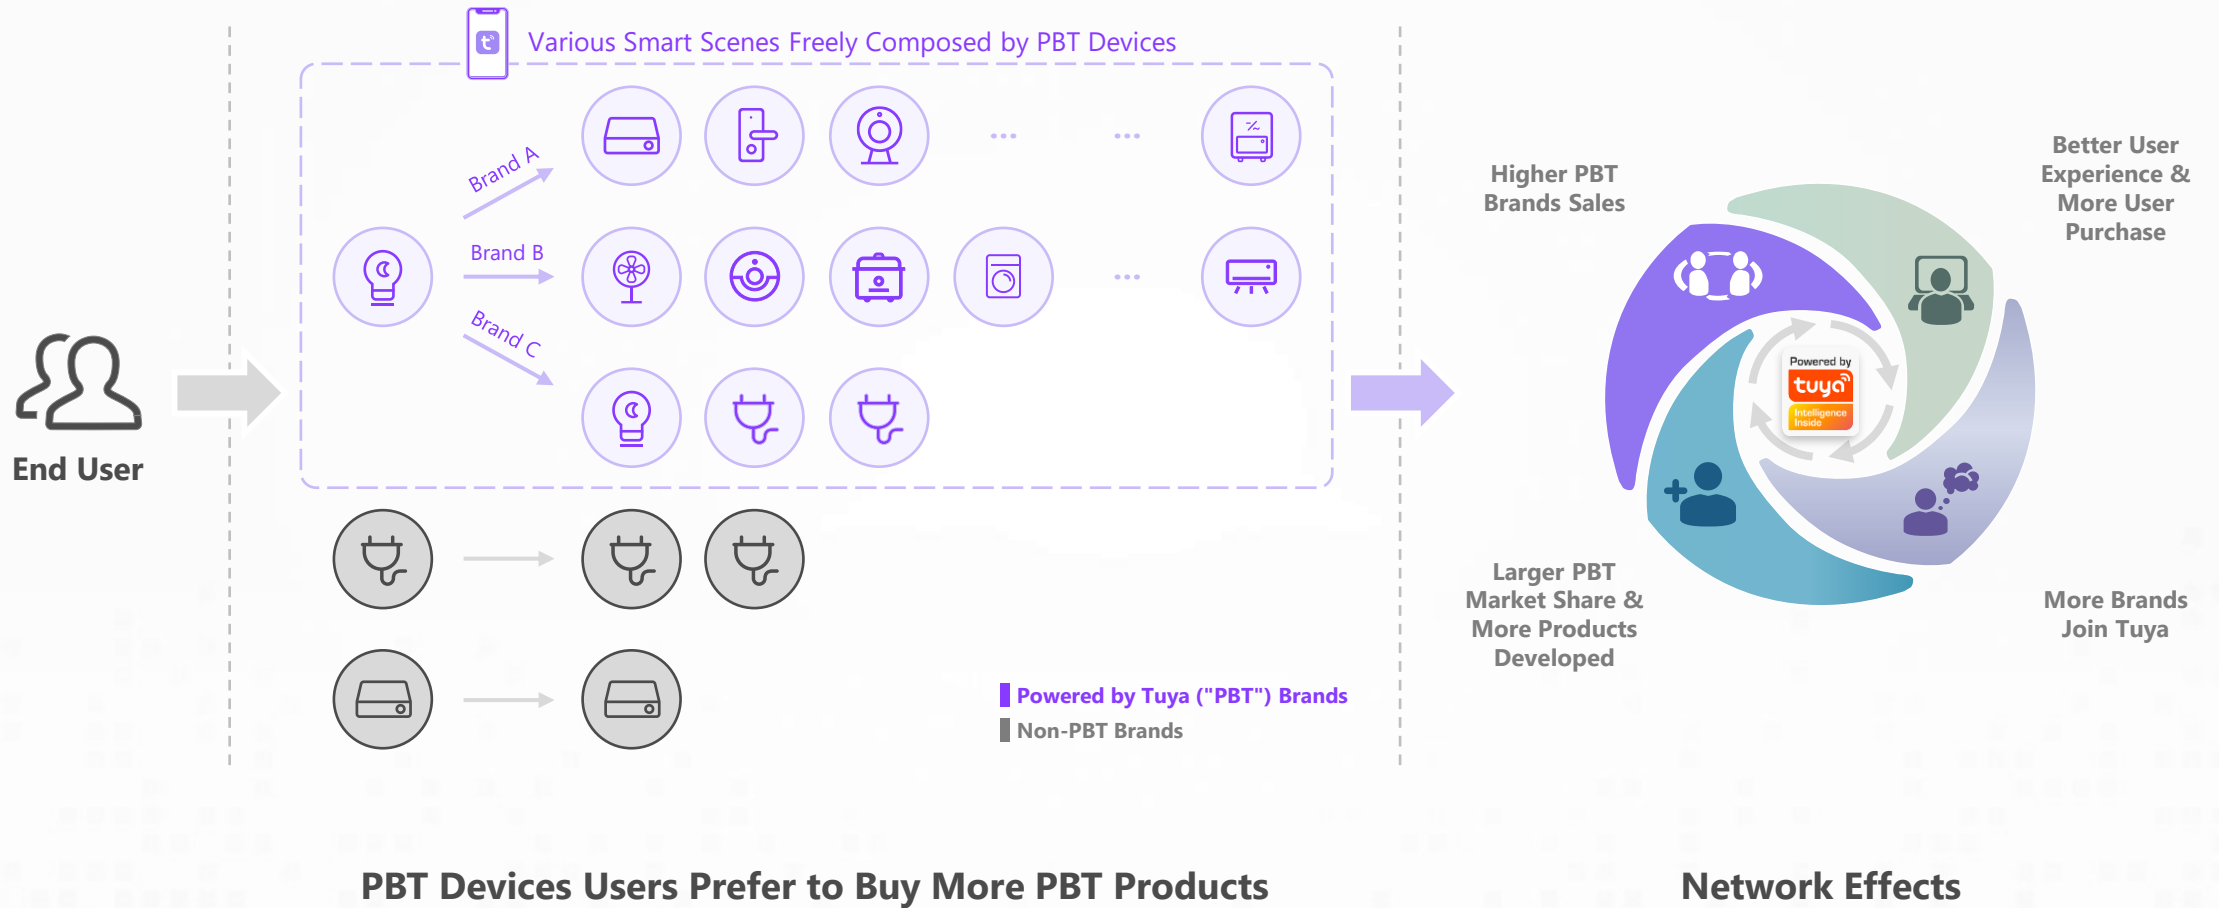 Various Smart Scenes Freely Composed by PBT Devices
Brand A
Brand B
Brand C
End User
Powered by Tuya ("PBT") Brands
Non-PBT Brands
PBT Devices Users Prefer to Buy More PBT Products
Higher PBT
Brands Sales
Better User
Experience &
More User
Purchase
Powered by
tuya
Intelligence
Inside
Larger PBT
Market Share &
More Products
Developed
More Brands
Join Tuya
Network Effects